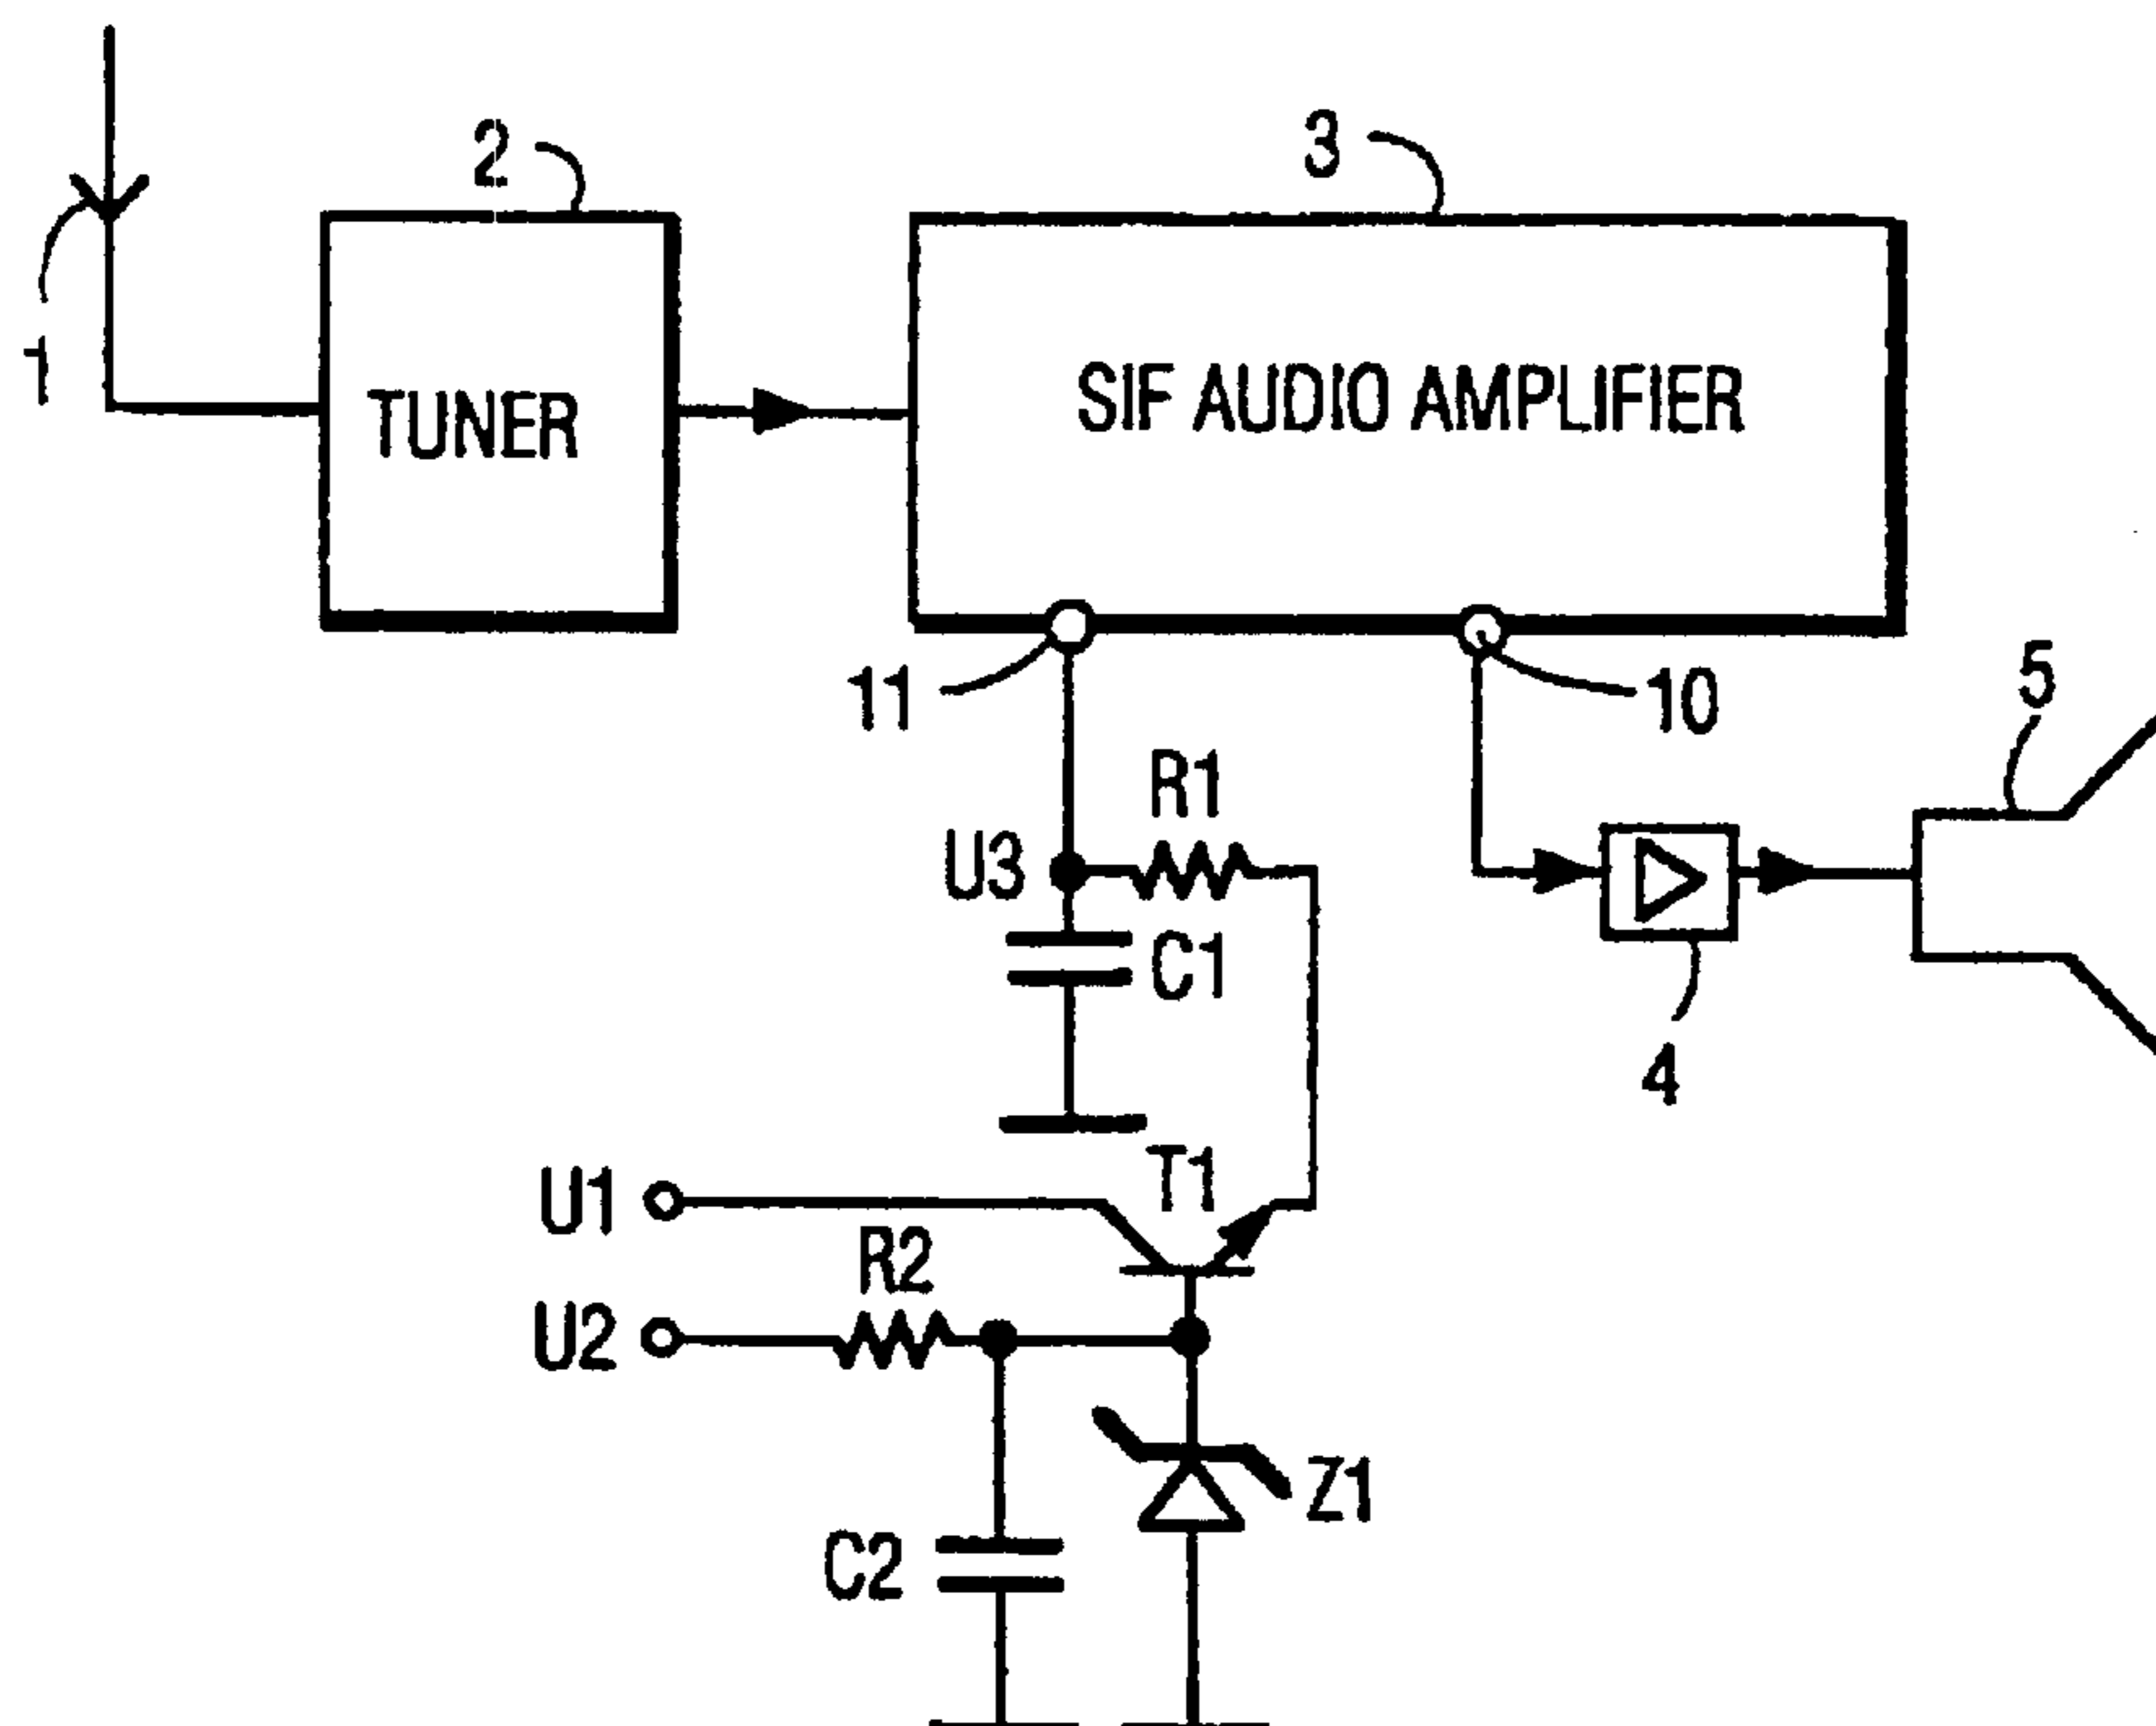 2
3
1
TUNER
SIF AUDIO AMPLIFIER
11
10
5
R1
U3
C1
4
T1
U1
R2
U2
Z1
C2